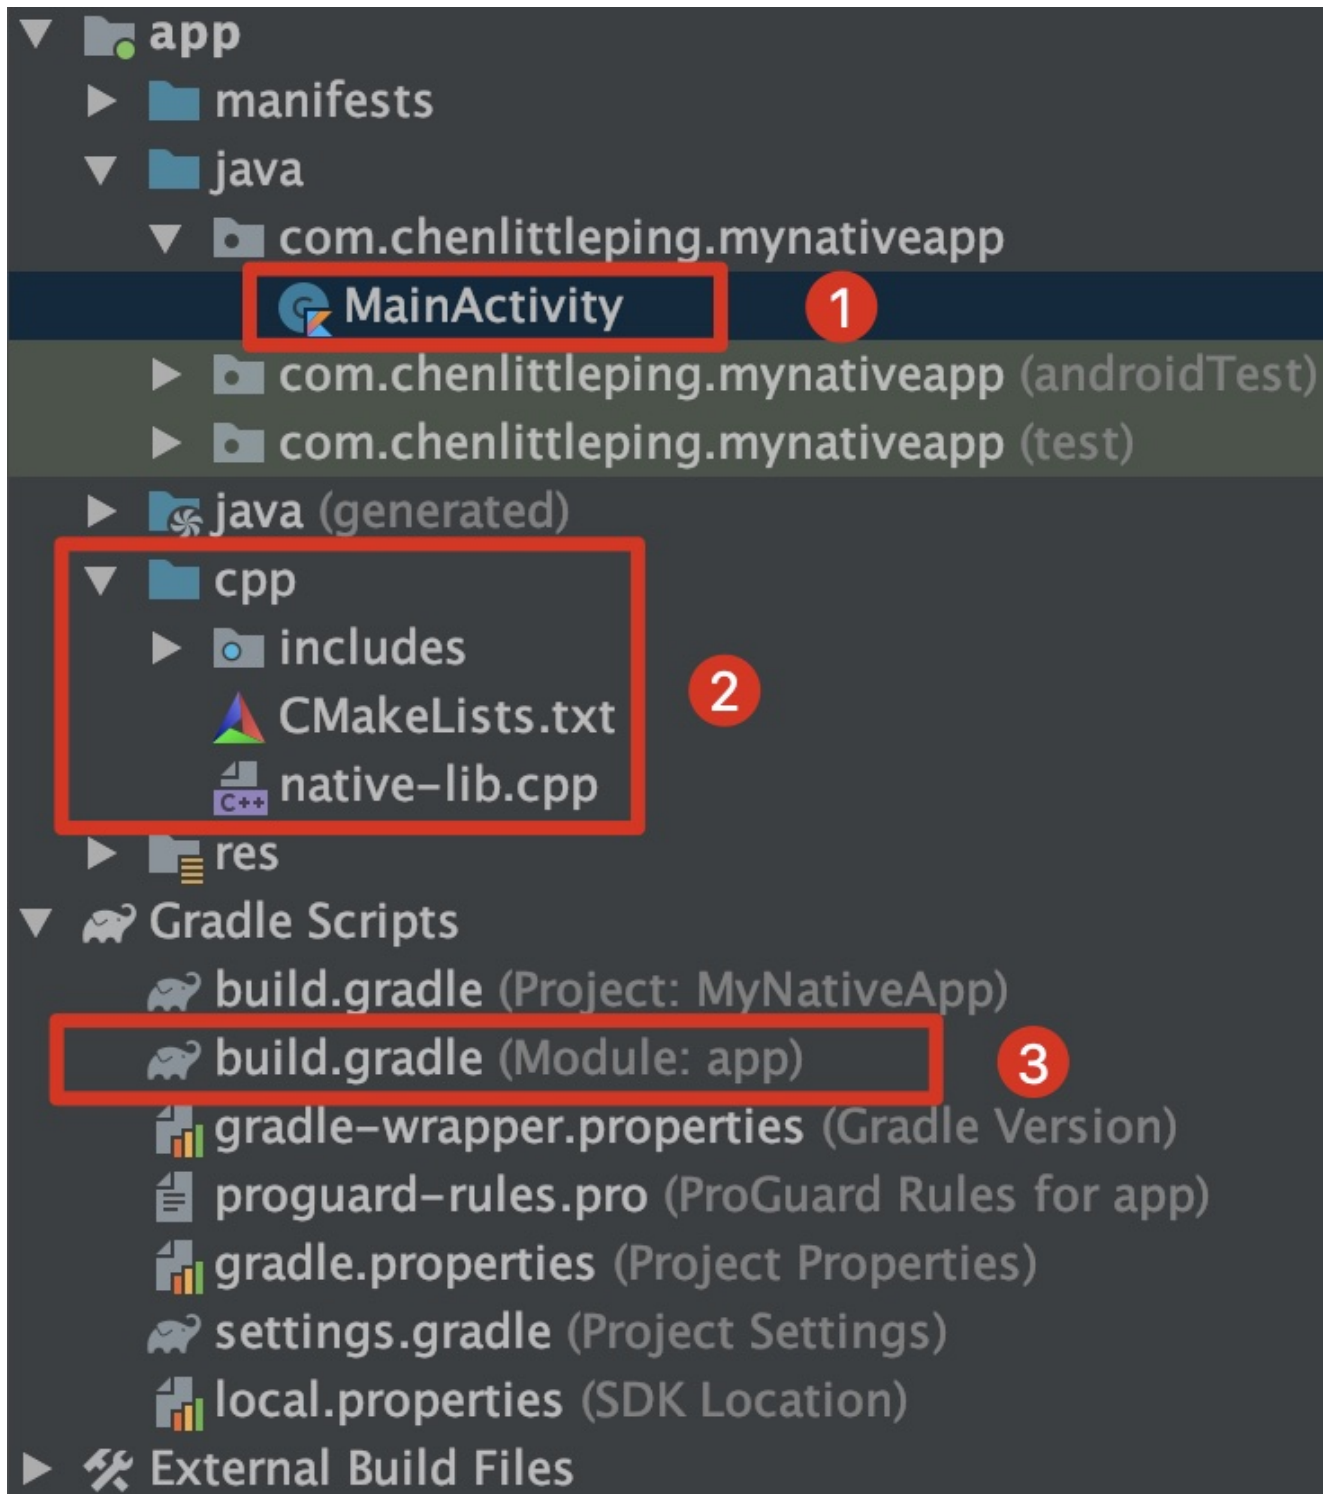 app
manifests
java
com.chenlittleping.mynativeapp
MainActivity 1
com.chenlittleping.mynativeapp (androidTest)
com.chenlittleping.mynativeapp (test)
java (generated)
cpp
includes
2
CMakeLists.txt
C++ native-lib.cpp
res
Gradle Scripts
build.gradle (Project: MyNativeApp)
build.gradle (Module: app) 3
gradle-wrapper.properties (Gradle Version)
proguard-rules.pro (ProGuard Rules for app)
gradle.properties (Project Properties)
settings.gradle (Project Settings)
local.properties (SDK Location)
External Build Files